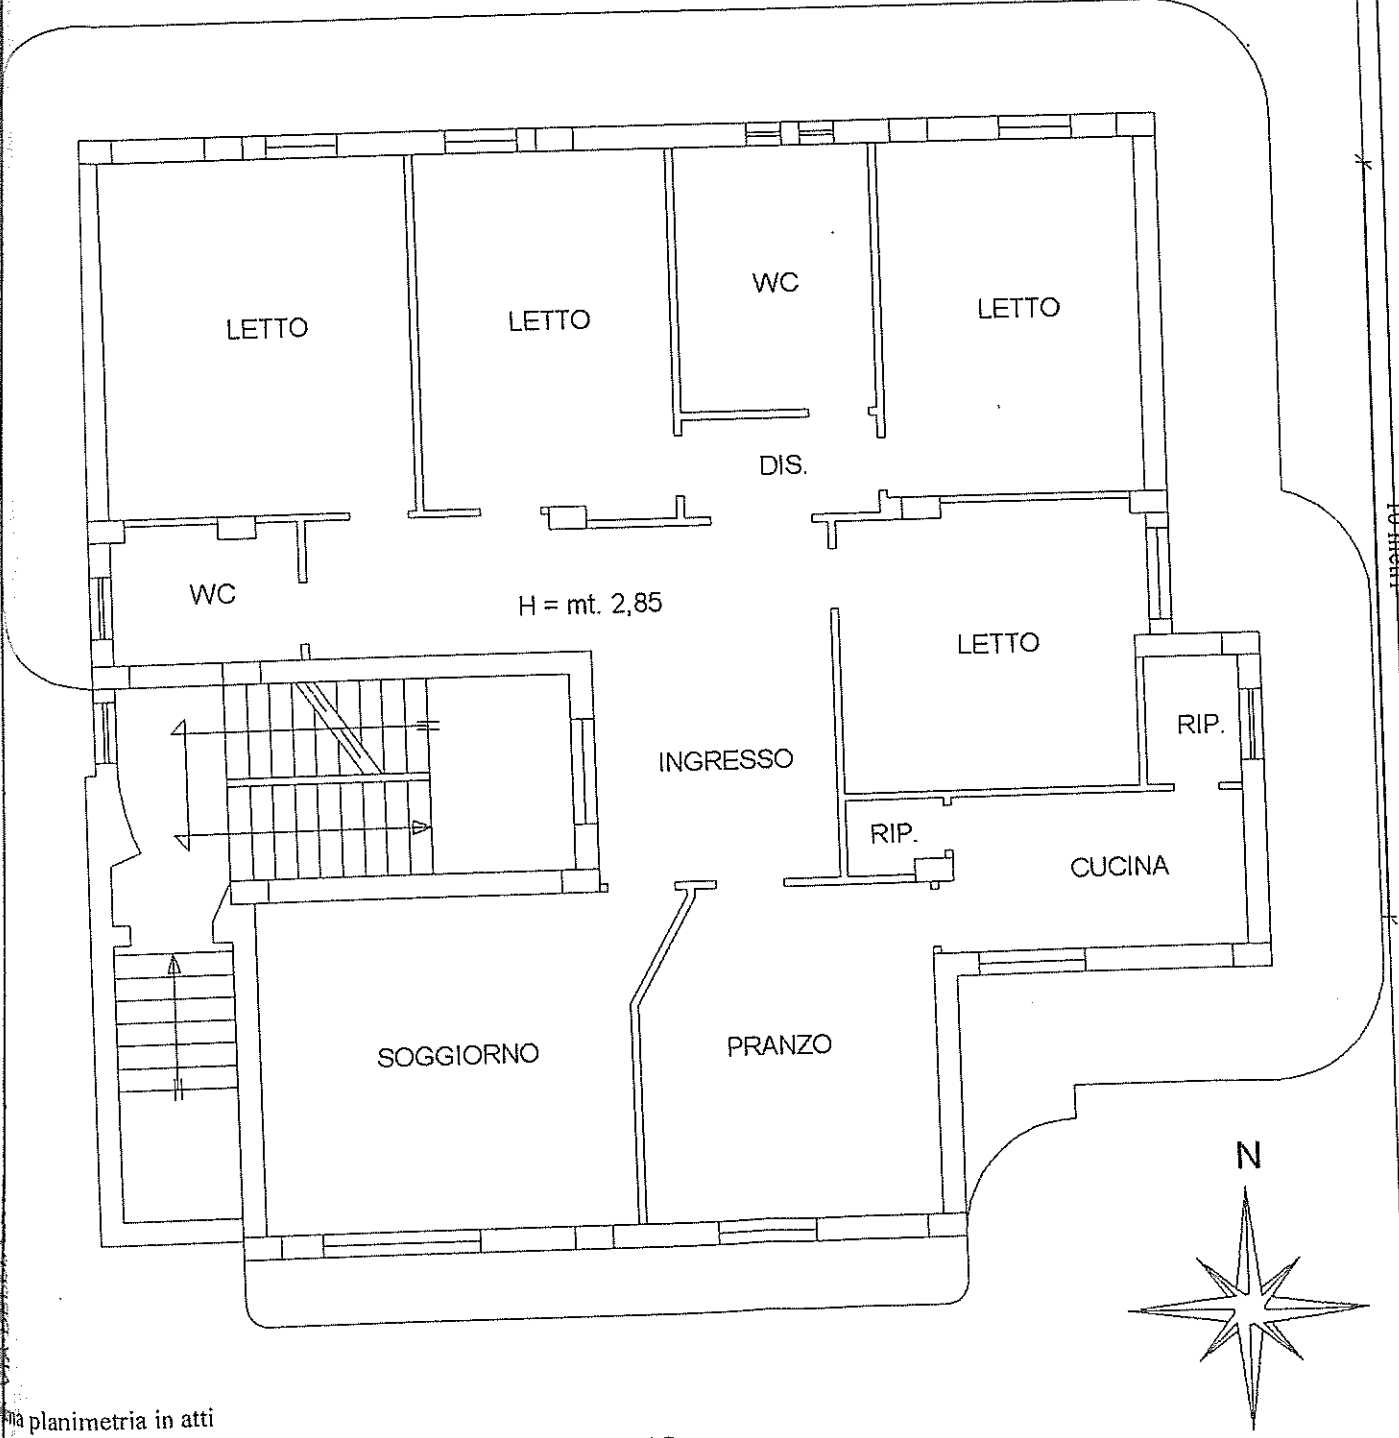 LETTO
LETTO
WC
LETTO
DIS.
WC
H = mt. 2,85
LETTO
RIP.
INGRESSO
RIP.
CUCINA
SOGGIORNO
PRANZO
N
planimetria in atti